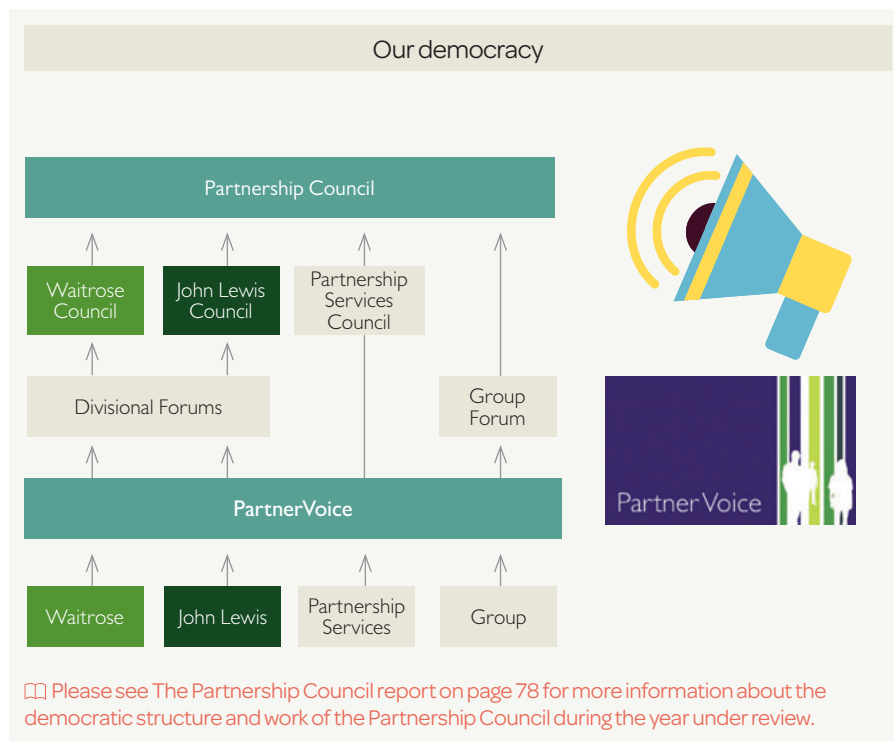 Our democracy
Partnership Council
Waitrose
Council
John Lewis
Council
Partnership
Services
Council
Divisional Forums
Group
Forum
PartnerVoice
PartnerVoice
Waitrose
John Lewis
Partnership
Services
Group
Please see The Partnership Council report on page 78 for more information about the
democratic structure and work of the Partnership Council during the year under review.